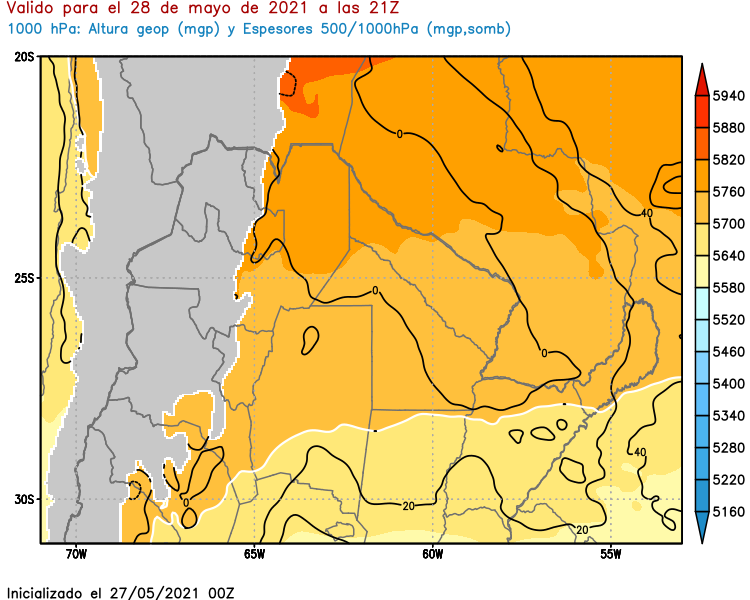 Valido para el 28 de mayo de 2021 a las 21Z
1000 hPa: Altura geop (mgp) y Espesores 500/1000hPa (mgp,somb)
20S
25S
30S
70W
65W
60W
55W
0
40
0
0
40
0
20
20
5940
5880
5820
5760
5700
5640
5580
5520
5460
5400
5340
5280
5220
5160
Inicializado el 27/05/2021 00Z